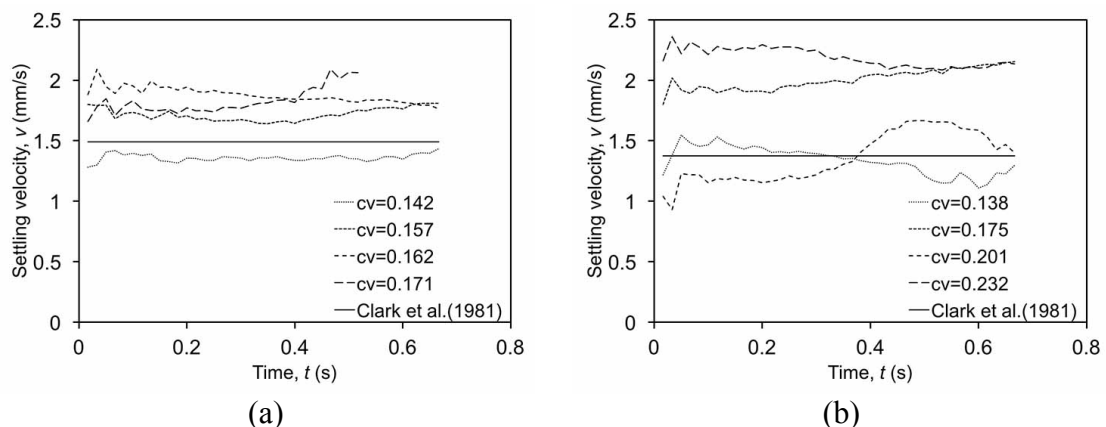 2.5
2
1.5
1
0.5
0
0 0.2 0.4 0.6 0.8
Settling velocity, v (mm/s)
Time, t (s)
cv=0.142
cv=0.157
cv=0.162
cv=0.171
Clark et al.(1981)
(a)
2.5
2
1.5
1
0.5
0
0 0.2 0.4 0.6 0.8
Settling velocity, v (mm/s)
Time, t (s)
cv=0.138
cv=0.175
cv=0.201
cv=0.232
Clark et al.(1981)
(b)